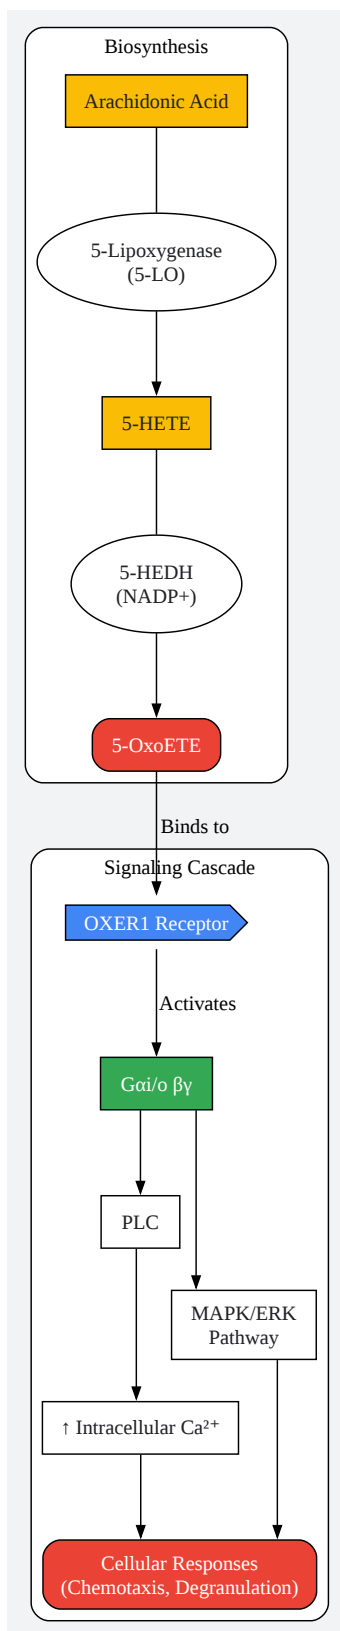 Biosynthesis
Arachidonic Acid
5-Lipoxygenase
(5-LO)
5-HETE
5-HEDH
(NADP+)
5-OxoETE
Binds to
Signaling Cascade
OXER1 Receptor
Activates
Gαi/o βγ
PLC
MAPK/ERK
Pathway
↑ Intracellular Ca²⁺
Cellular Responses
(Chemotaxis, Degranulation)